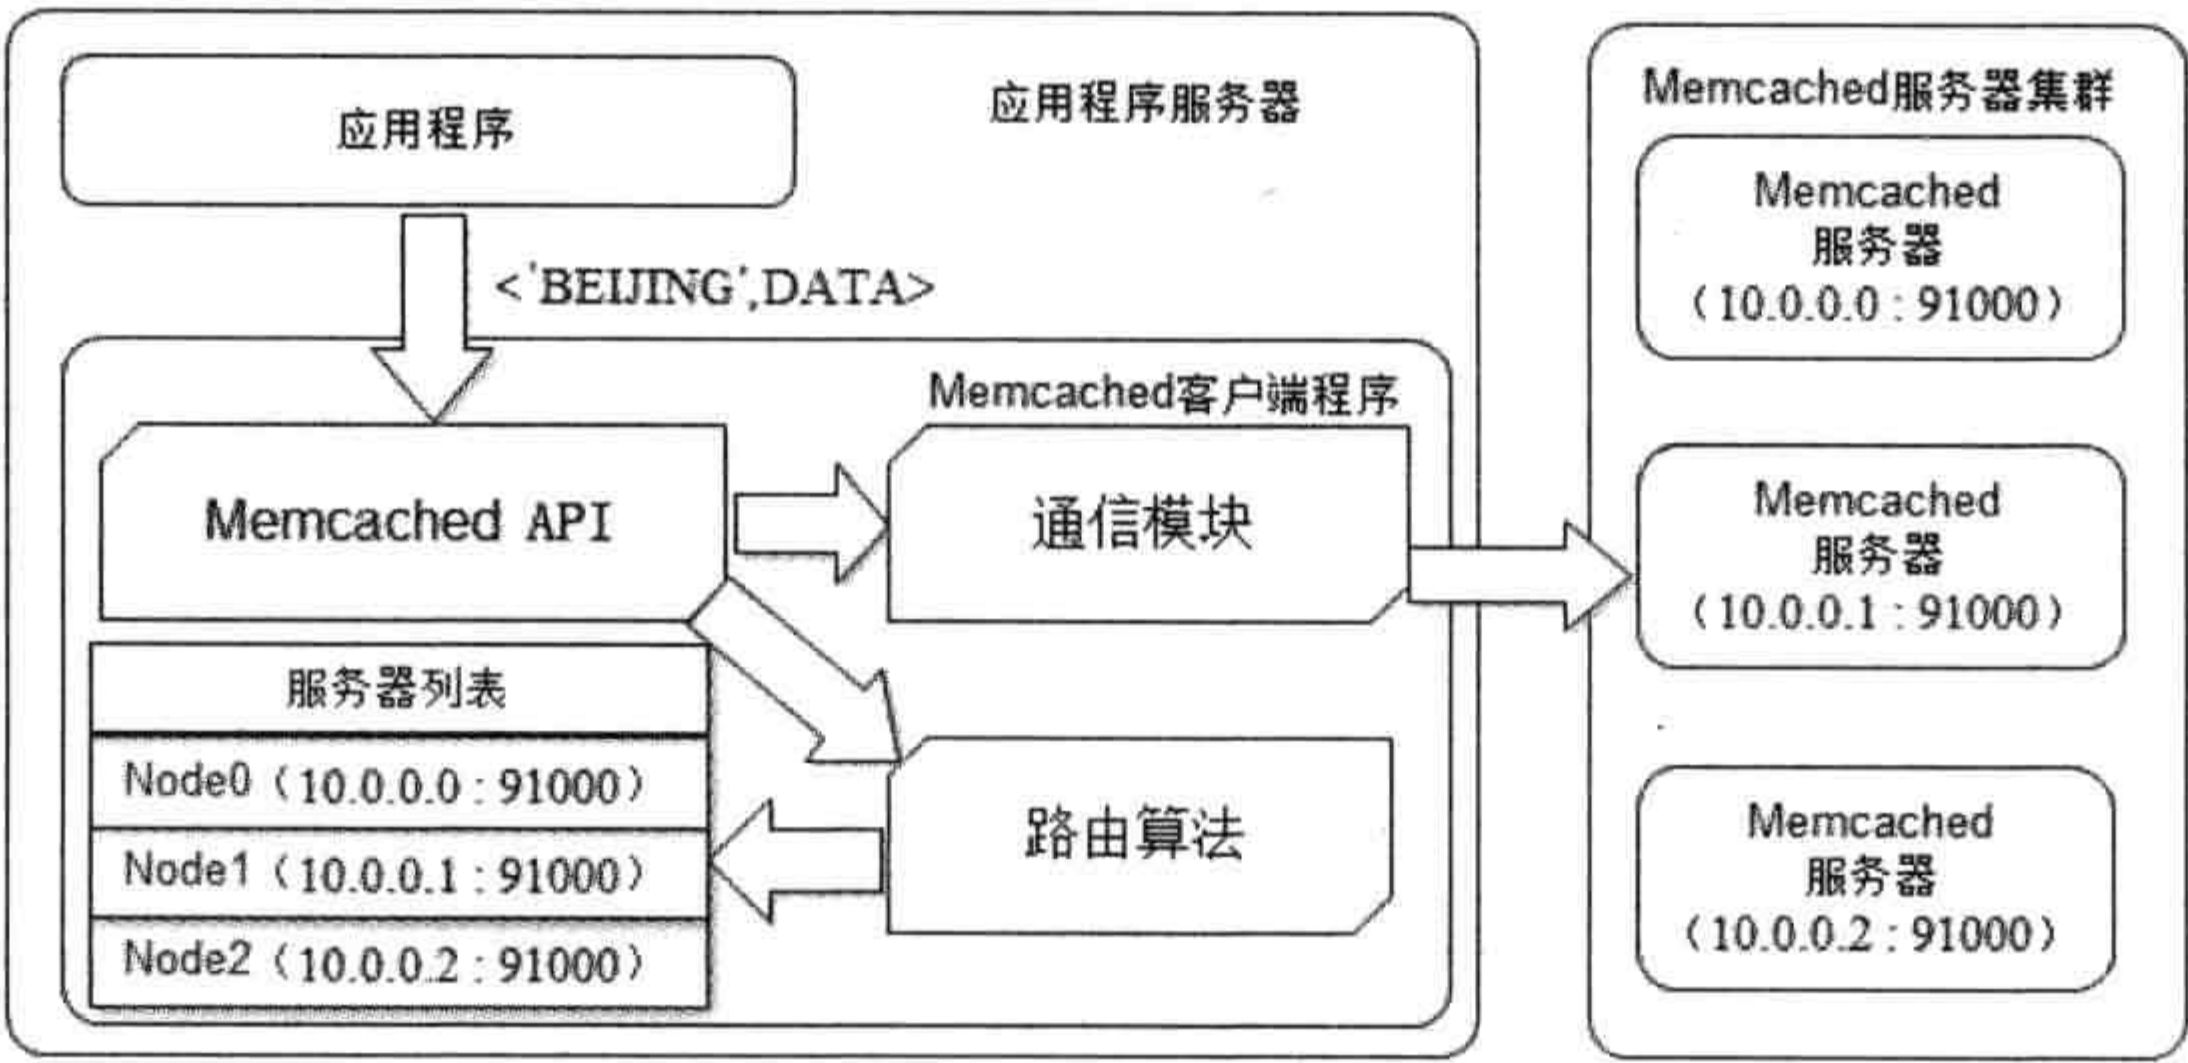 应用程序
应用程序服务器
<'BEIJING',DATA>
Memcached客户端程序
Memcached API
通信模块
服务器列表
Node0（10.0.0.0：91000）
Node1（10.0.0.1：91000）
Node2（10.0.0.2：91000）
路由算法
Memcached服务器集群
Memcached
服务器
（10.0.0.0：91000）
Memcached
服务器
（10.0.0.1：91000）
Memcached
服务器
（10.0.0.2：91000）